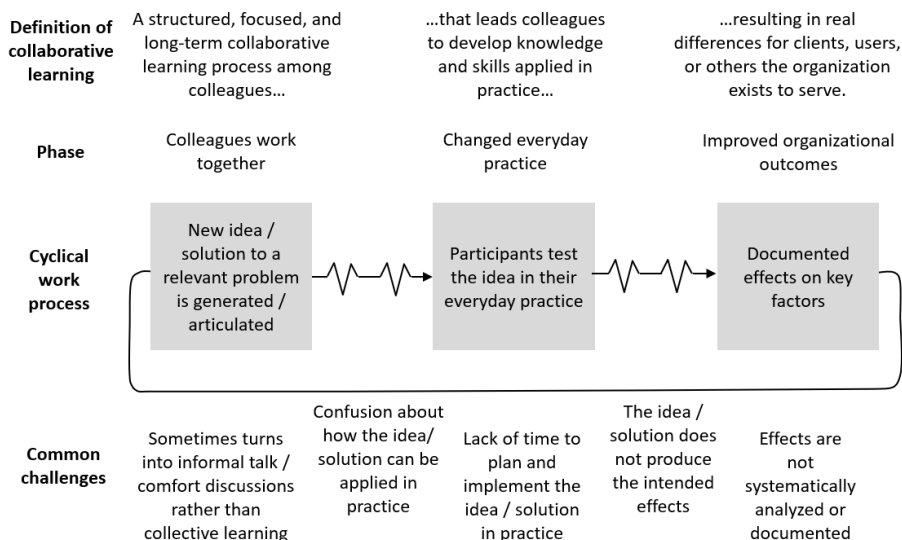 Definition of
collaborative
learning
A structured, focused, and
long-term collaborative
learning process among
colleagues...
...that leads colleagues
to develop knowledge
and skills applied in
practice...
...resulting in real
differences for clients, users,
or others the organization
exists to serve.
Phase
Colleagues work
together
Changed everyday
practice
Improved organizational
outcomes
Cyclical
work
process
New idea /
solution to a
relevant problem
is generated /
articulated
Participants test
the idea in their
everyday practice
Documented
effects on key
factors
Common
challenges
Sometimes turns
into informal talk /
comfort discussions
rather than
collective learning
Confusion about
how the idea/
solution can be
applied in
practice
Lack of time to
plan and
implement the
idea / solution
in practice
The idea /
solution does
not produce
the intended
effects
Effects are
not
systematically
analyzed or
documented